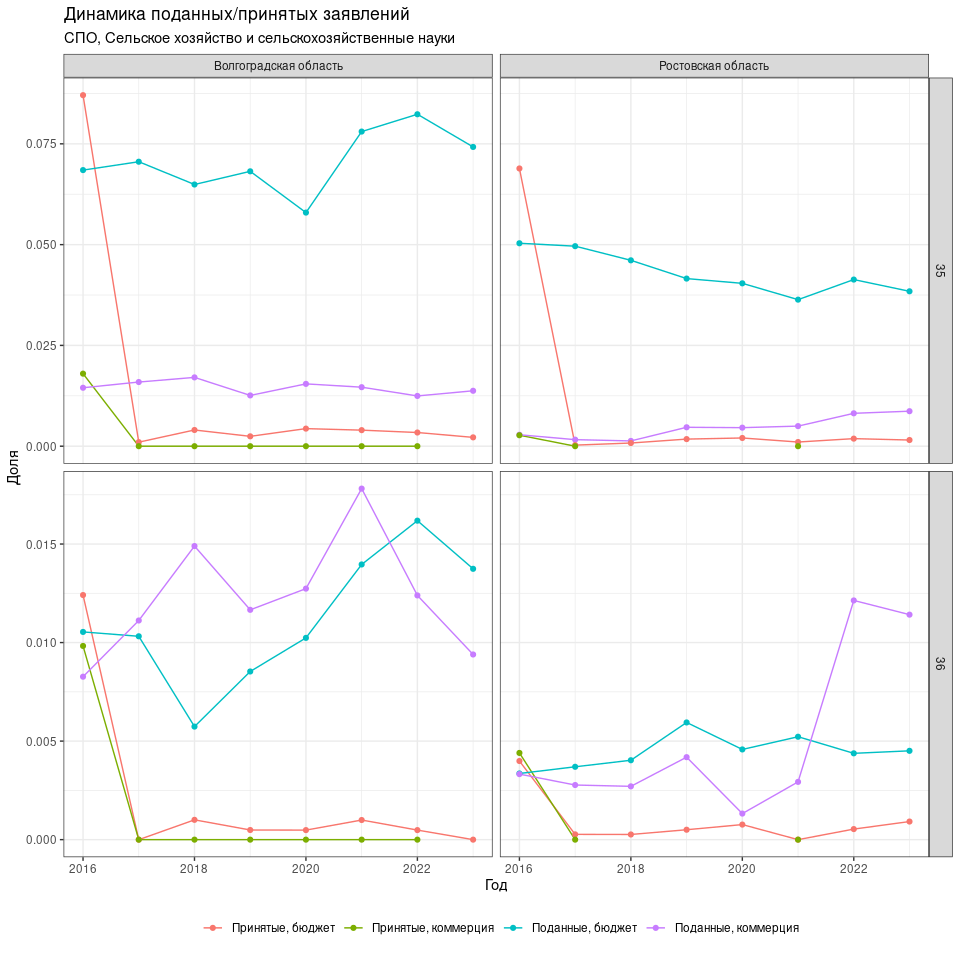 Динамика поданных/принятых заявлений
СПО, Сельское хозяйство и сельскохозяйственные науки
Волгоградская область
Ростовская область
0.075
0.050
0.025
0.000
35
Доля
0.015
0.010
0.005
0.000
36
2016 2018 2020 2022
2016 2018 2020 2022
Год
Принятые, бюджет Принятые, коммерция Поданные, бюджет Поданные, коммерция